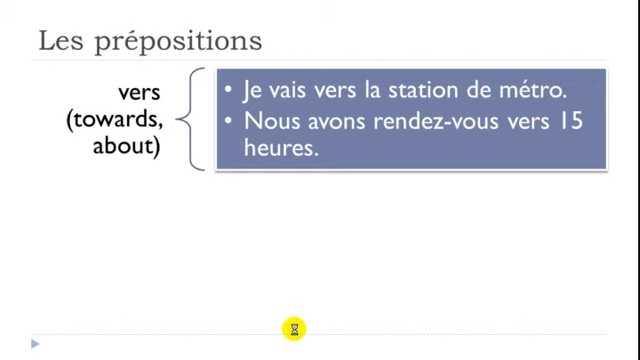 Les prépositions
vers
(towards,
about)
• Je vais vers la station de métro.
• Nous avons rendez-vous vers 15
heures.